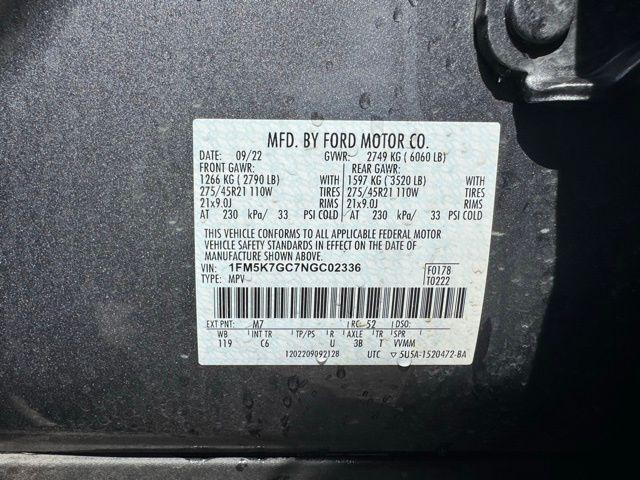 MFD. BY FORD MOTOR CO.
DATE: 09/22 GVWR: 2749 KG ( 6060 LB)
FRONT GAWR: REAR GAWR:
1266 KG ( 2790 LB) WITH 1597 KG ( 3520 LB) WITH
275/45R21 110W TIRES 275/45R21 110W TIRES
21x9.0J RIMS 21x9.0J RIMS
AT 230 kPa/ 33 PSI COLD AT 230 kPa/ 33 PSI COLD
THIS VEHICLE CONFORMS TO ALL APPLICABLE FEDERAL MOTOR
VEHICLE SAFETY STANDARDS IN EFFECT ON THE DATE OF
MANUFACTURE SHOWN ABOVE.
VIN: 1FM5K7GC7NGC02336 F0178
TYPE: MPV T0222
EXT PNT: M7 RC: 52 DSO:
WB INT TR TP/PS R AXLE TR SPR
119 C6 U 3B T VVMM
1202209092128 UTC ▽ 5U5A-1520472-BA